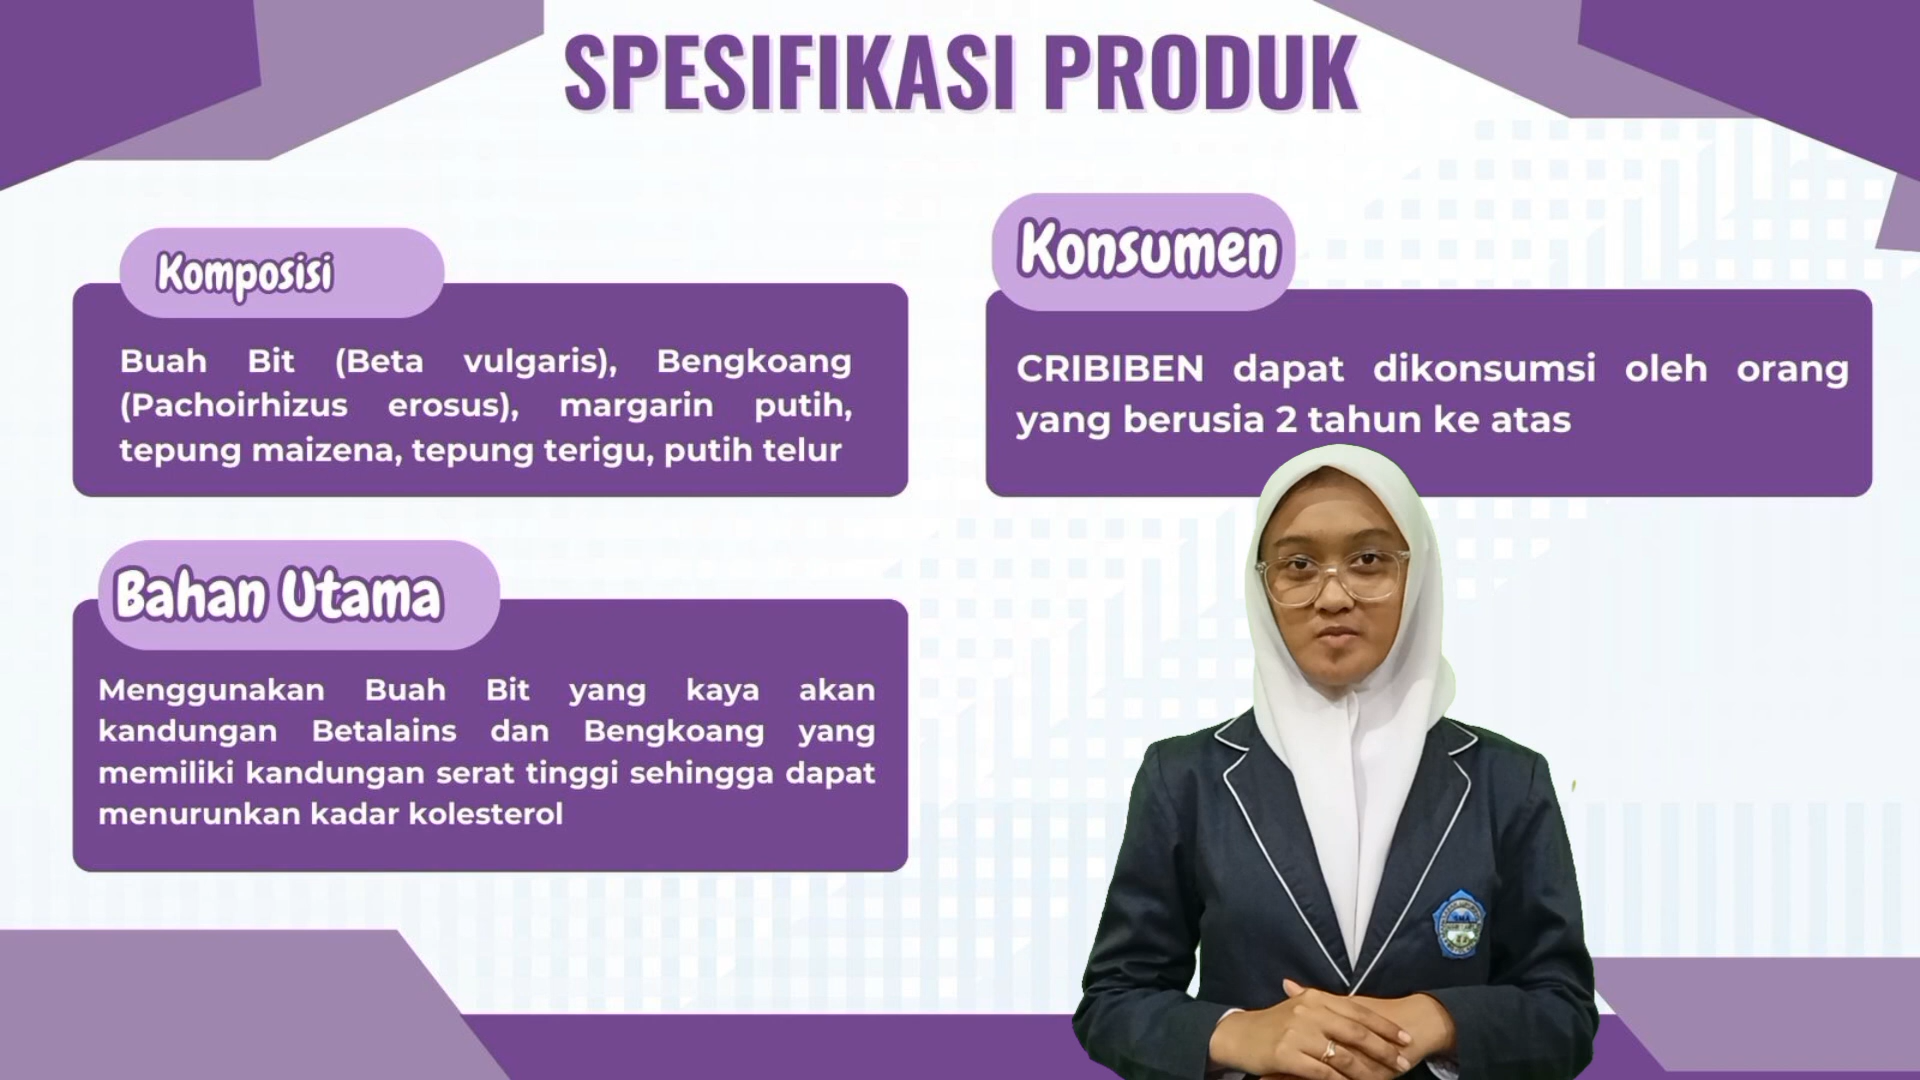 SPESIFIKASI PRODUK
Komposisi
Buah Bit (Beta vulgaris), Bengkoang
(Pachoirhizus erosus), margarin putih,
tepung maizena, tepung terigu, putih telur
Konsumen
CRIBIBEN dapat dikonsumsi oleh orang
yang berusia 2 tahun ke atas
Bahan Utama
Menggunakan Buah Bit yang kaya akan
kandungan Betalains dan Bengkoang yang
memiliki kandungan serat tinggi sehingga dapat
menurunkan kadar kolesterol